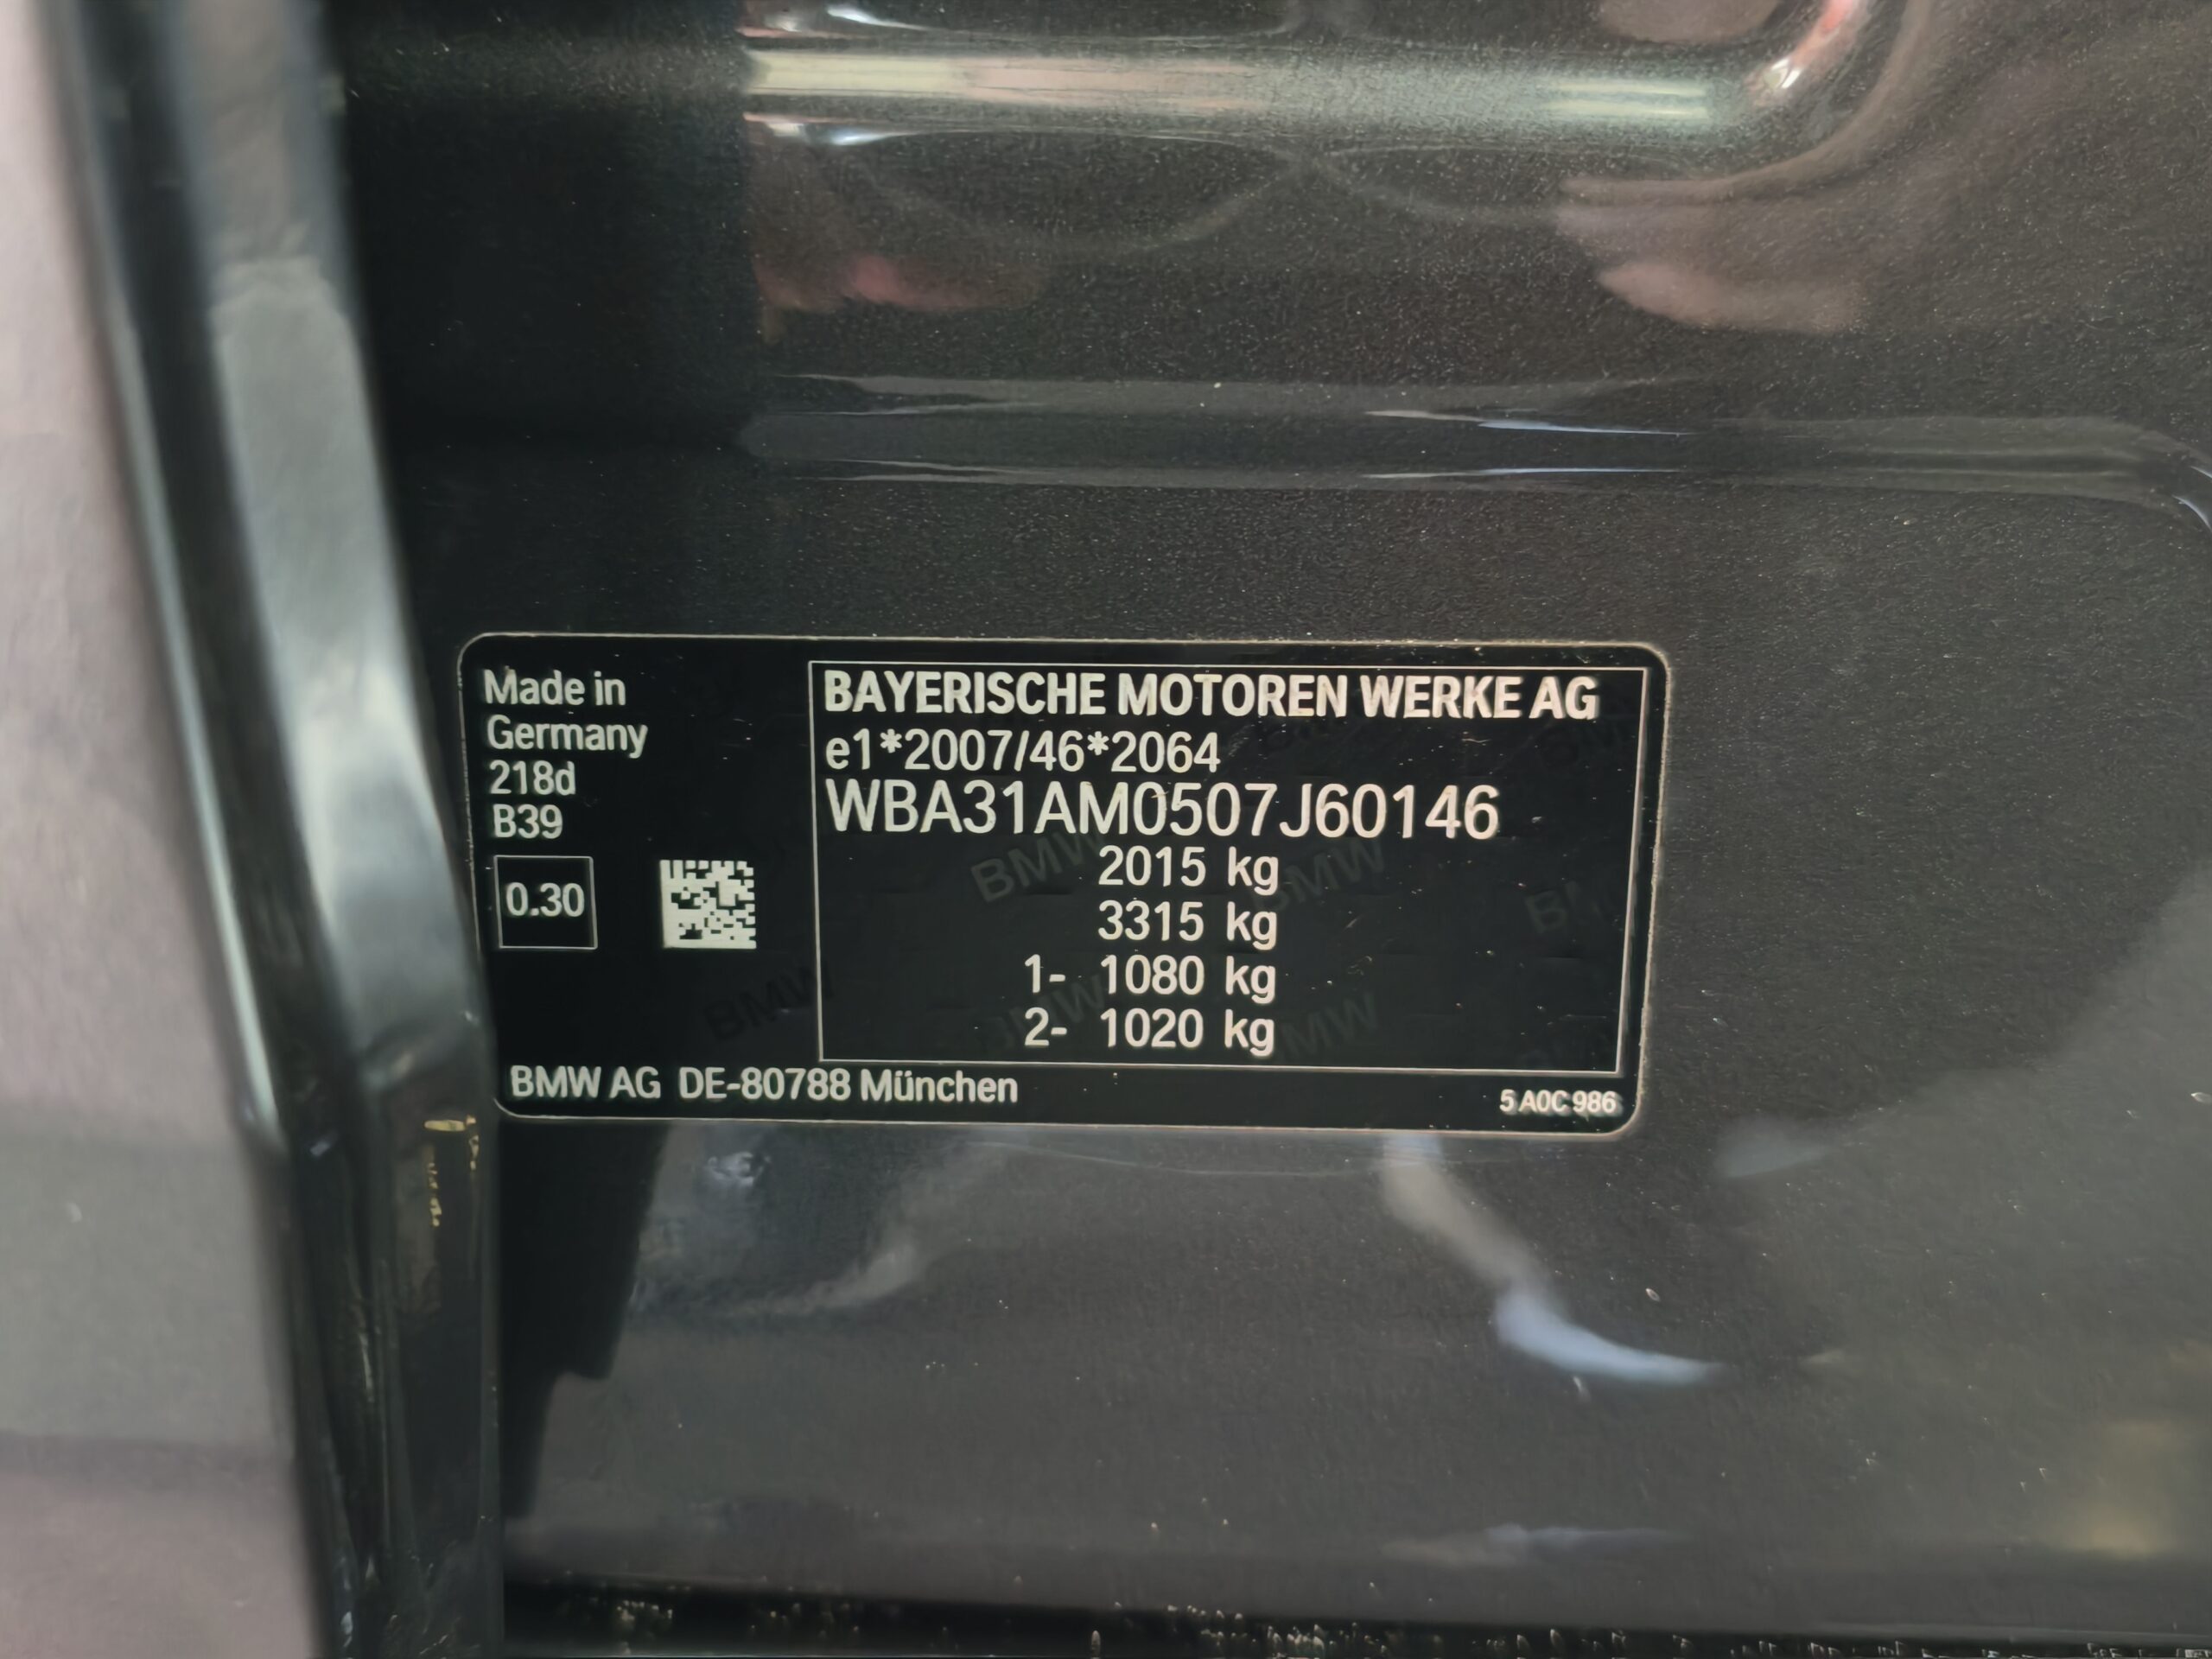 Made in
Germany
218d
B39
0.30
BAYERISCHE MOTOREN WERKE AG
e1*2007/46*2064
WBA31AM0507J60146
2015 kg
3315 kg
1- 1080 kg
2- 1020 kg
BMW AG DE-80788 München
5 A0C 986